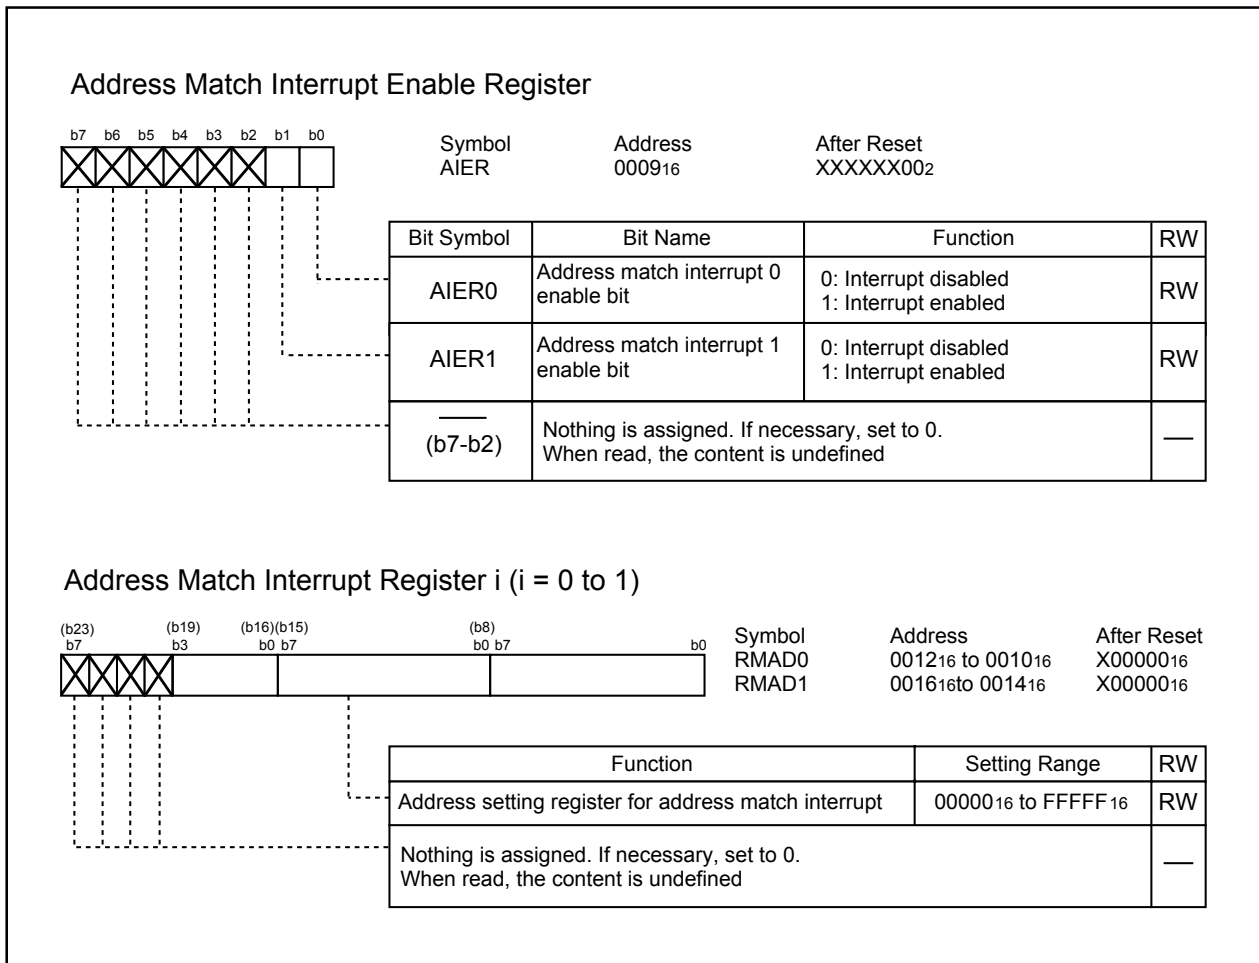 Address Match Interrupt Enable Register
b7 b6 b5 b4 b3 b2 b1 b0
Symbol Address After Reset
AIER 000916 XXXXXX002
Bit Symbol Bit Name Function RW
AIER0 Address match interrupt 0 enable bit 0: Interrupt disabled 1: Interrupt enabled RW
AIER1 Address match interrupt 1 enable bit 0: Interrupt disabled 1: Interrupt enabled RW
(b7-b2) Nothing is assigned. If necessary, set to 0. —
When read, the content is undefined
Address Match Interrupt Register i (i = 0 to 1)
(b23) (b19) (b16)(b15) (b8)
b7 b3 b0 b7 b0 b7 b0
Symbol Address After Reset
RMAD0 001216 to 001016 X0000016
RMAD1 001616to 001416 X0000016
Function Setting Range RW
Address setting register for address match interrupt 0000016 to FFFFF16 RW
Nothing is assigned. If necessary, set to 0. —
When read, the content is undefined